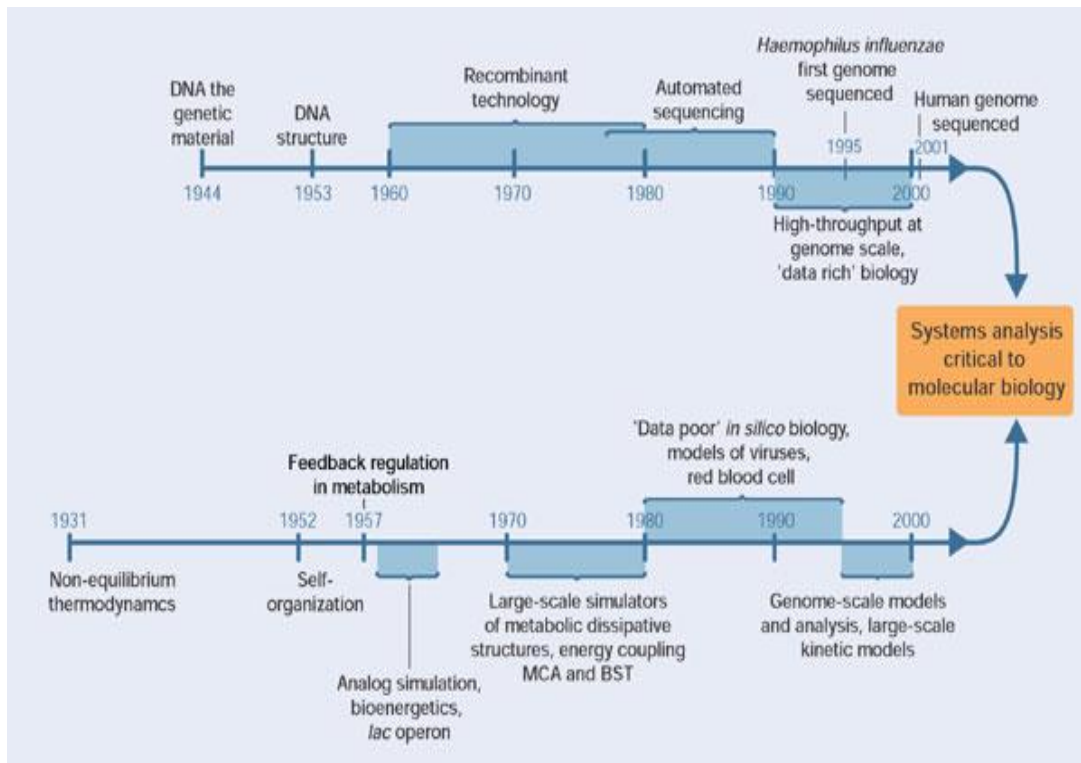 DNA the
genetic
material
DNA
structure
Recombinant
technology
Automated
sequencing
Haemophilus influenzae
first genome
sequenced
Human genome
sequenced
1944
1953
1960
1970
1980
1990
1995
2000
2001
High-throughput at
genome scale,
'data rich' biology
Systems analysis
critical to
molecular biology
'Data poor' in silico biology,
models of viruses,
red blood cell
Feedback regulation
in metabolism
1931
1952
1957
1970
1980
1990
2000
Non-equilibrium
thermodynamcs
Self-
organization
Analog simulation,
bioenergetics,
lac operon
Large-scale simulators
of metabolic dissipative
structures, energy coupling
MCA and BST
Genome-scale models
and analysis, large-scale
kinetic models